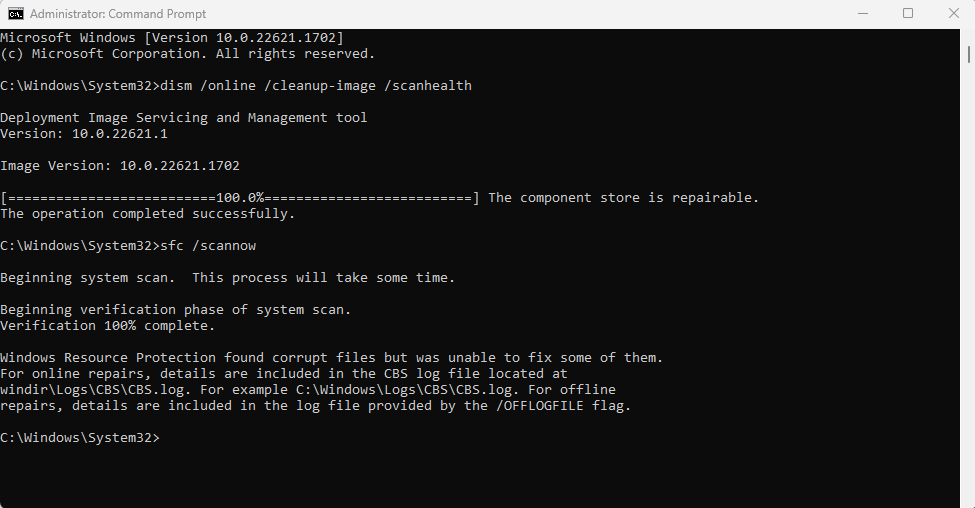 Administrator: Command Prompt
Microsoft Windows [Version 10.0.22621.1702]
(c) Microsoft Corporation. All rights reserved.
C:\Windows\System32>dism /online /cleanup-image /scanhealth
Deployment Image Servicing and Management tool
Version: 10.0.22621.1
Image Version: 10.0.22621.1702
[==========================100.0%==========================] The component store is repairable.
The operation completed successfully.
C:\Windows\System32>sfc /scannow
Beginning system scan.  This process will take some time.
Beginning verification phase of system scan.
Verification 100% complete.
Windows Resource Protection found corrupt files but was unable to fix some of them.
For online repairs, details are included in the CBS log file located at
windir\Logs\CBS\CBS.log. For example C:\Windows\Logs\CBS\CBS.log. For offline
repairs, details are included in the log file provided by the /OFFLOGFILE flag.
C:\Windows\System32>